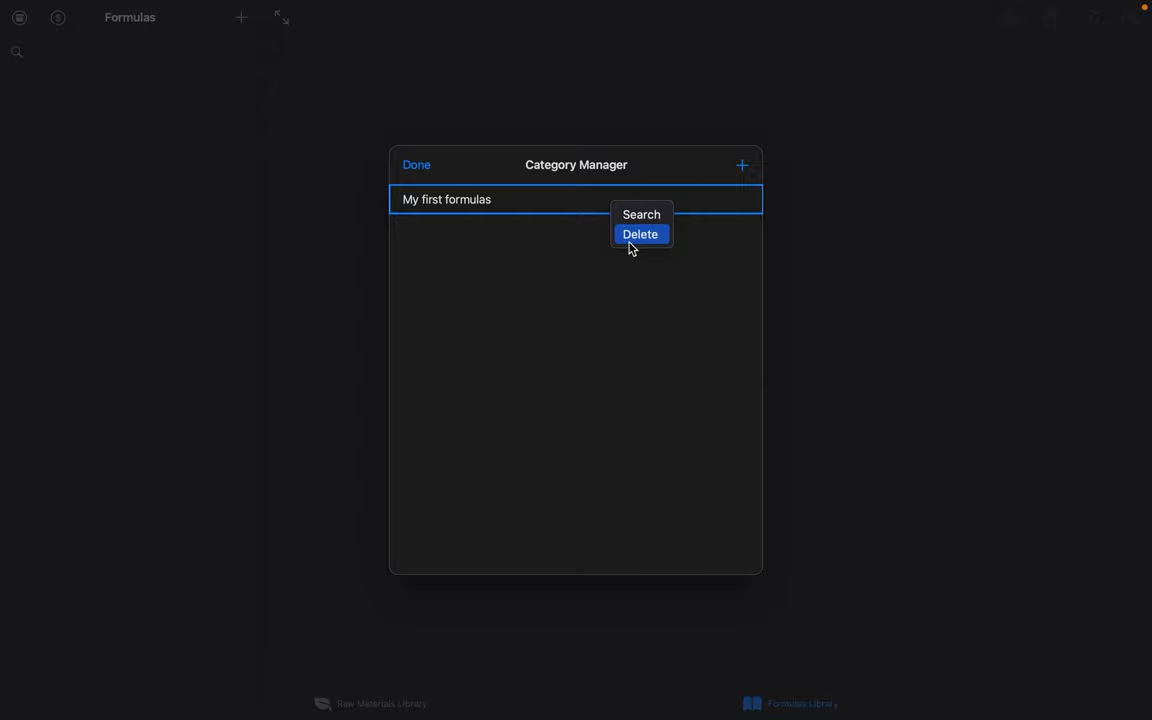 Formulas
Done
Category Manager
My first formulas
Search
Delete
Raw Materials Library
Formulas Library